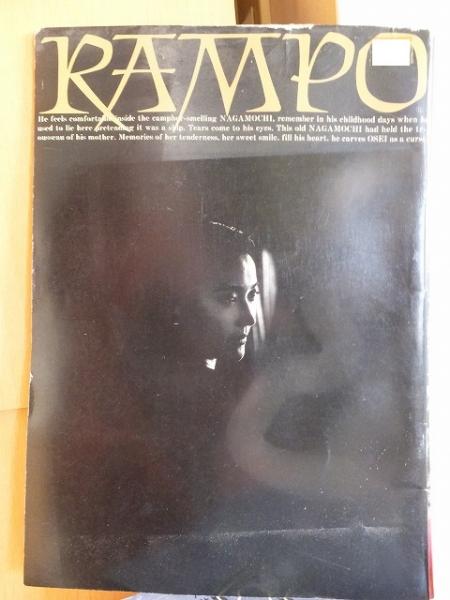 RAMPO
He feels comfortable inside the camphor-smelling NAGAMOCHI, remember in his childhood days when he
used to lie here pretending it was a ship. Tears come to his eyes. This old NAGAMOCHI had held the tr-
ousseau of his mother. Memories of her tenderness, her sweet smile, fill his heart. he carves OSEI as a curse